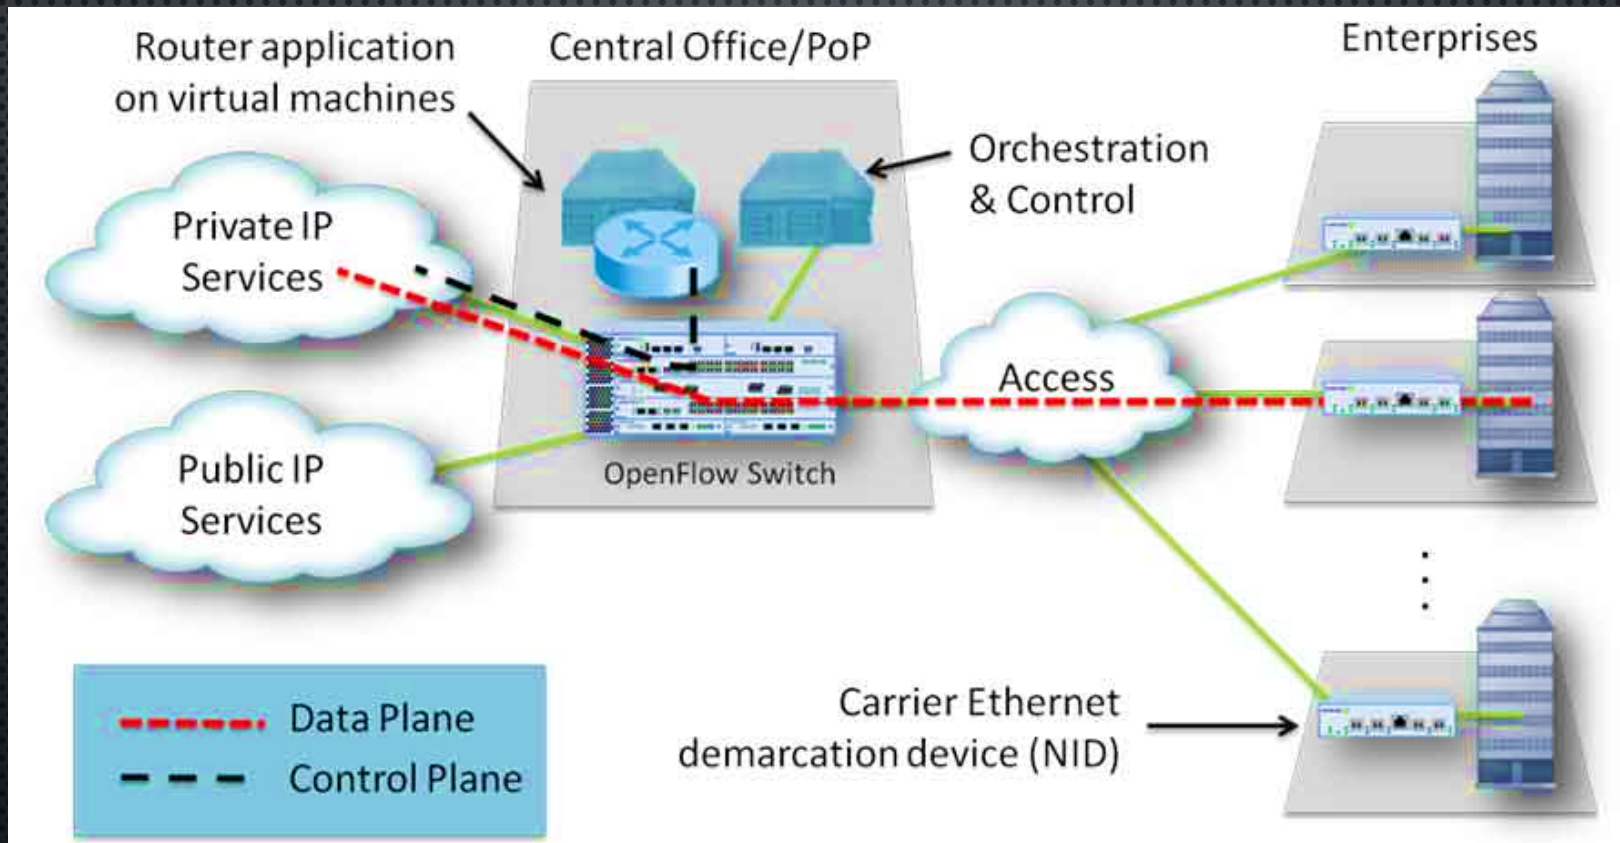 Router application
on virtual machines
Central Office/PoP
Enterprises
Orchestration
& Control
Private IP
Services
Access
Public IP
Services
OpenFlow Switch
Data Plane
Control Plane
Carrier Ethernet
demarcation device (NID)